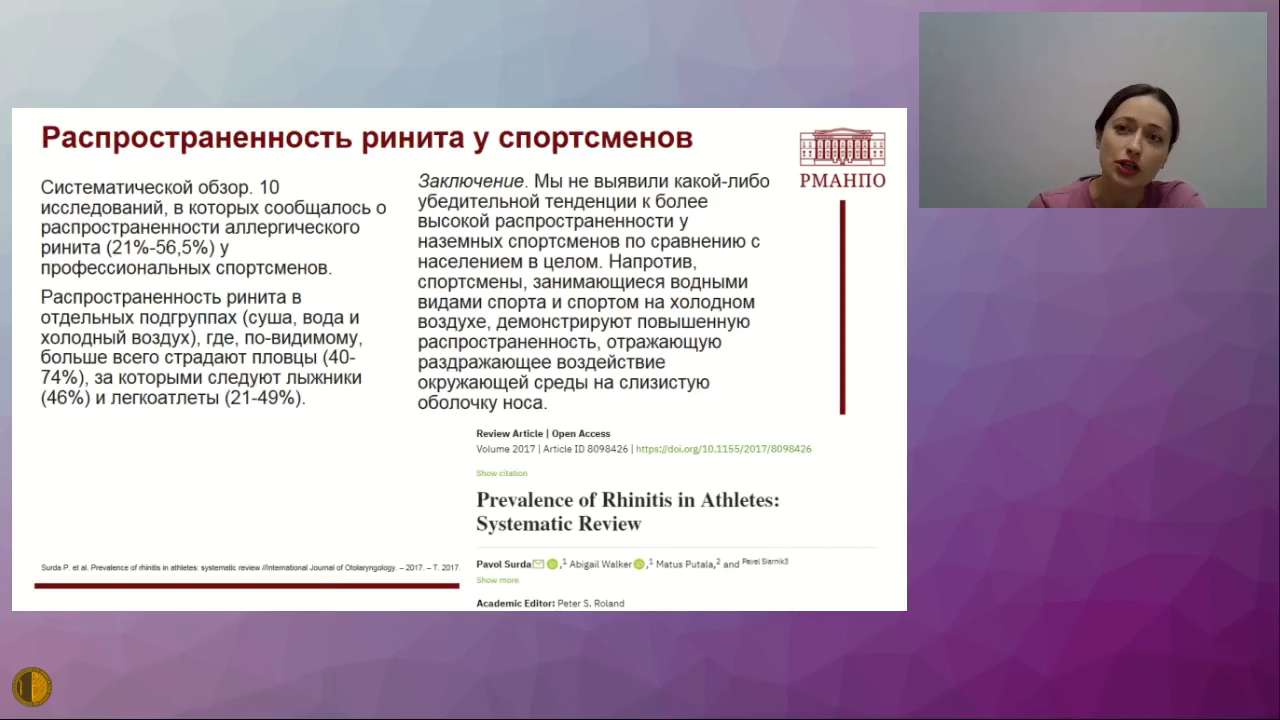 Распространенность ринита у спортсменов
РМАНПО
Систематической обзор. 10
исследований, в которых сообщалось о
распространенности аллергического
ринита (21%-56,5%) у
профессиональных спортсменов.
Распространенность ринита в
отдельных подгруппах (суша, вода и
холодный воздух), где, по-видимому,
больше всего страдают пловцы (40-
74%), за которыми следуют лыжники
(46%) и легкоатлеты (21-49%).
Заключение. Мы не выявили какой-либо
убедительной тенденции к более
высокой распространенности у
наземных спортсменов по сравнению с
населением в целом. Напротив,
спортсмены, занимающиеся водными
видами спорта и спортом на холодном
воздухе, демонстрируют повышенную
распространенность, отражающую
раздражающее воздействие
окружающей среды на слизистую
оболочку носа.
Review Article | Open Access
Volume 2017 | Article ID 8098426 | https://doi.org/10.1155/2017/8098426
Show citation
Prevalence of Rhinitis in Athletes:
Systematic Review
Pavol Surda ,1 Abigail Walker ,1 Matus Putala,2 and Pavel Siarnik3
Show more
Academic Editor: Peter S. Roland
Surda P. et al. Prevalence of rhinitis in athletes: systematic review //International Journal of Otolaryngology. – 2017. – Т. 2017.